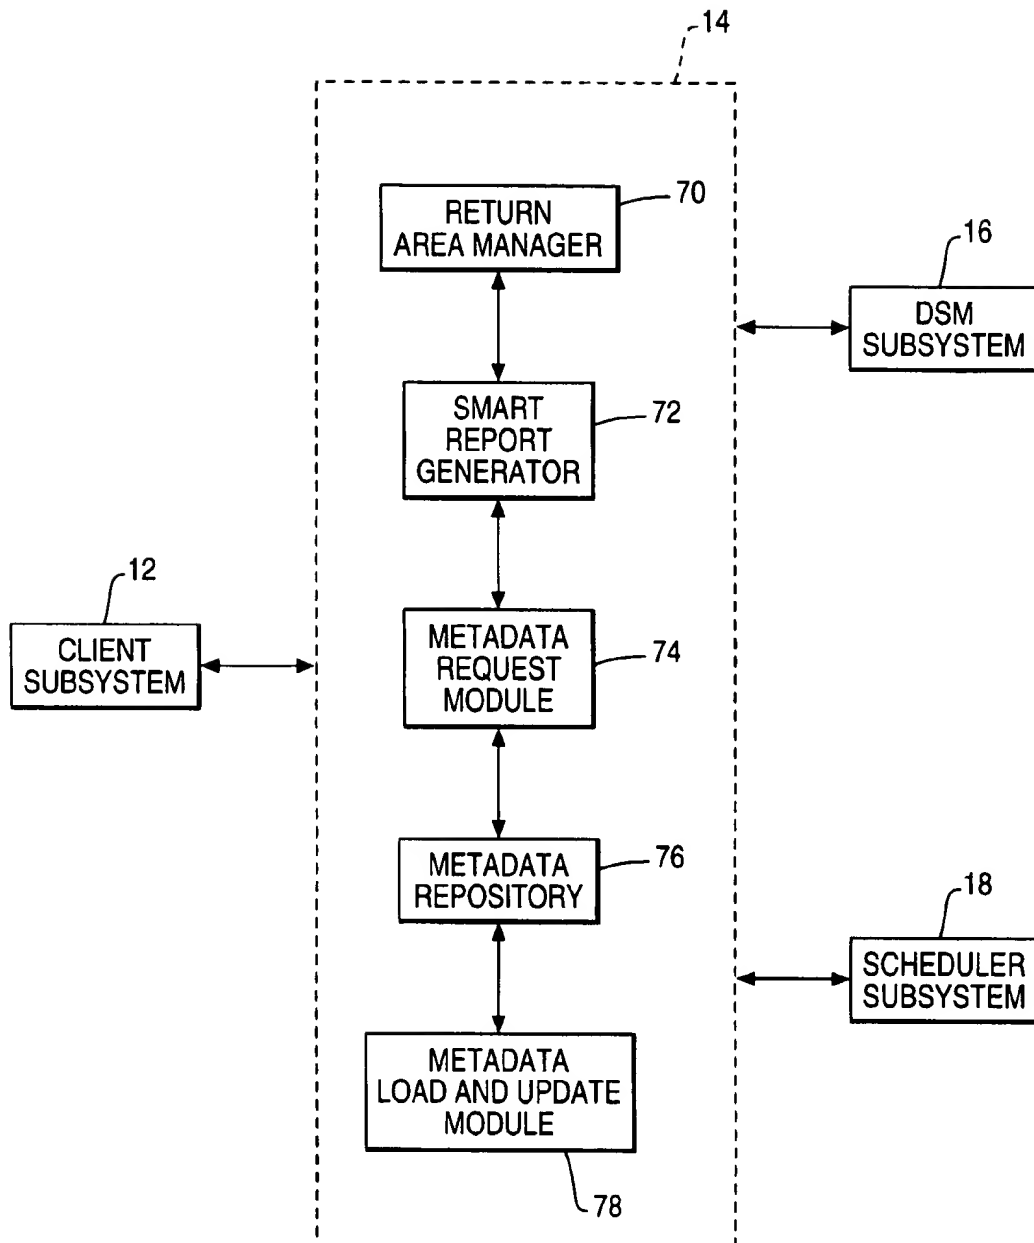 14
RETURN
AREA MANAGER
70
16
DSM
SUBSYSTEM
SMART
REPORT
GENERATOR
72
12
CLIENT
SUBSYSTEM
METADATA
REQUEST
MODULE
74
METADATA
REPOSITORY
76
18
SCHEDULER
SUBSYSTEM
METADATA
LOAD AND UPDATE
MODULE
78